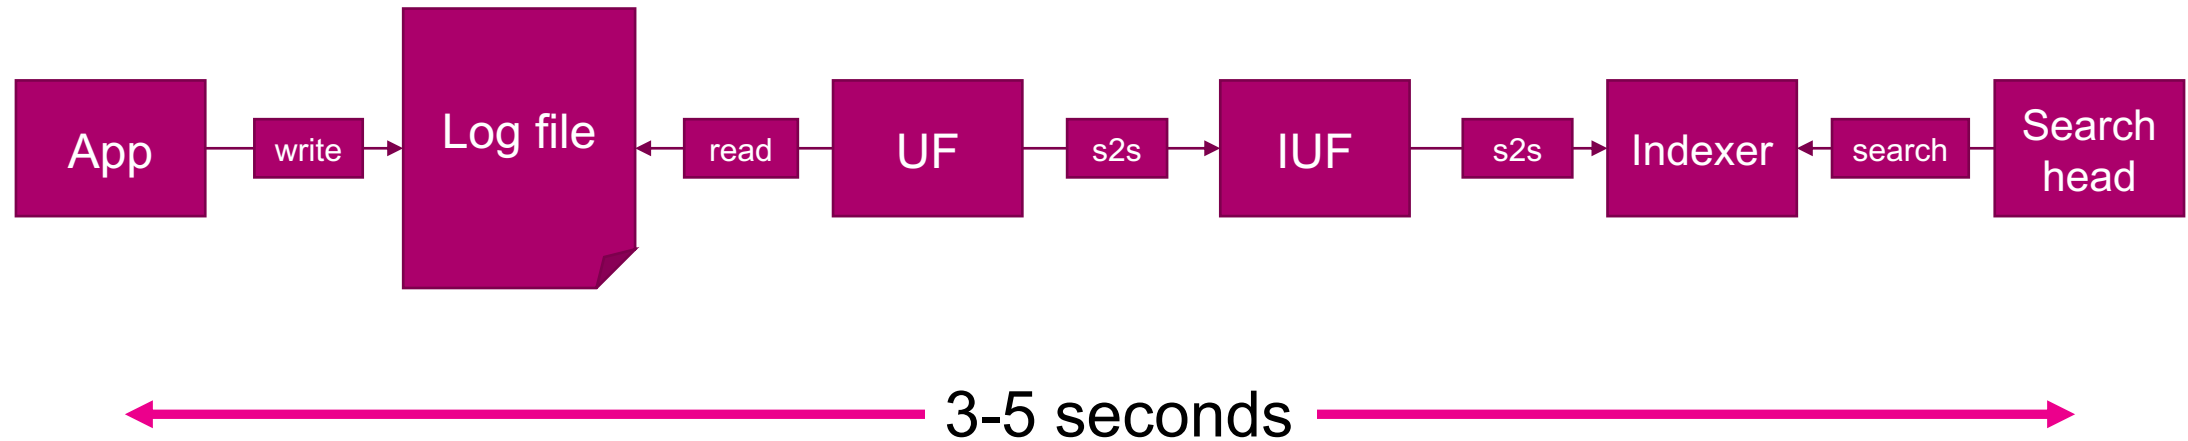 App
write
Log file
read
UF
s2s
IUF
s2s
Indexer
search
Search
head
3-5 seconds